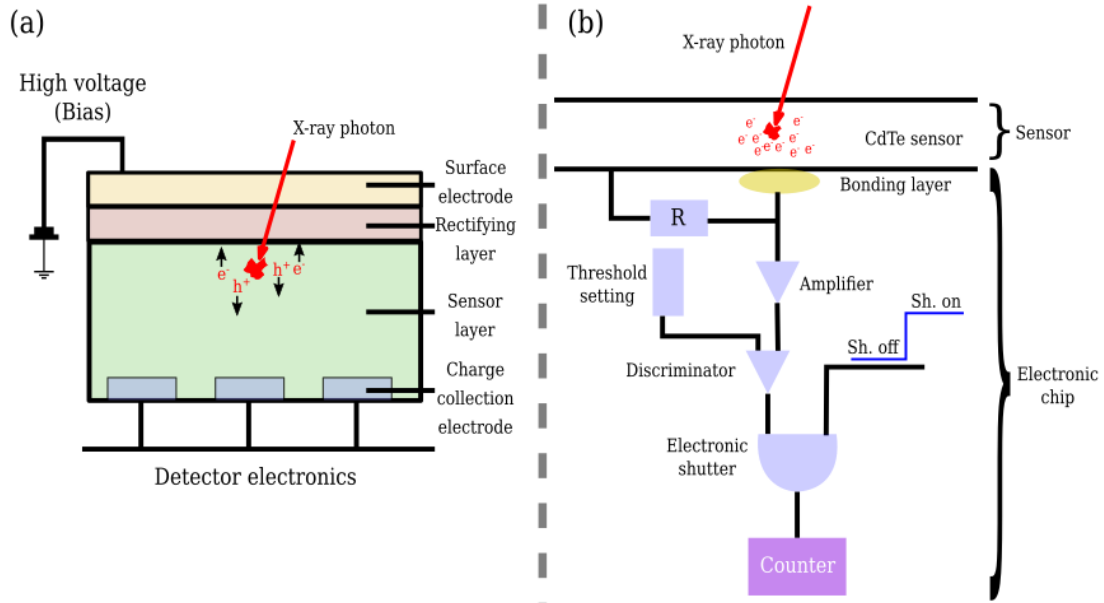 (a)
High voltage
(Bias)
X-ray photon
Surface
electrode
Rectifying
layer
e⁻
h⁺
h⁺
e⁻
Sensor
layer
Charge
collection
electrode
Detector electronics
(b)
X-ray photon
e⁻
e⁻
e⁻
e⁻
e⁻
e⁻
e⁻
e⁻
e⁻
e⁻
CdTe sensor
Sensor
Bonding layer
R
Threshold
setting
Amplifier
Sh. on
Sh. off
Discriminator
Electronic
chip
Electronic
shutter
Counter